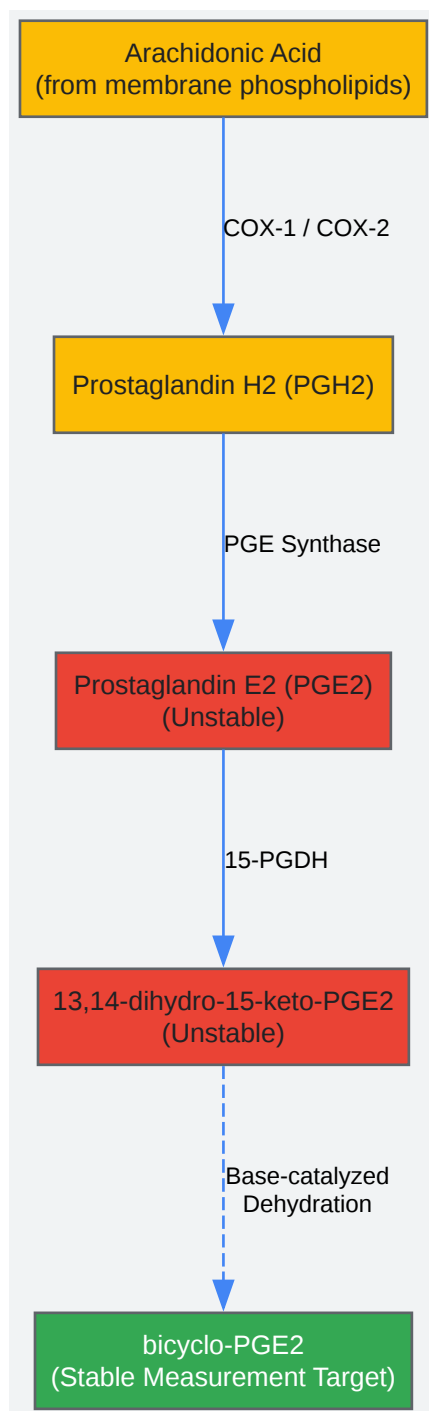 Arachidonic Acid
(from membrane phospholipids)
COX-1 / COX-2
Prostaglandin H2 (PGH2)
PGE Synthase
Prostaglandin E2 (PGE2)
(Unstable)
15-PGDH
13,14-dihydro-15-keto-PGE2
(Unstable)
Base-catalyzed
Dehydration
bicyclo-PGE2
(Stable Measurement Target)